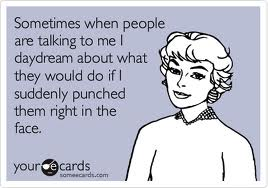 Sometimes when people
are talking to me I
daydream about what
they would do if I
suddenly punched
them right in the
face.
your e cards
someecards.com